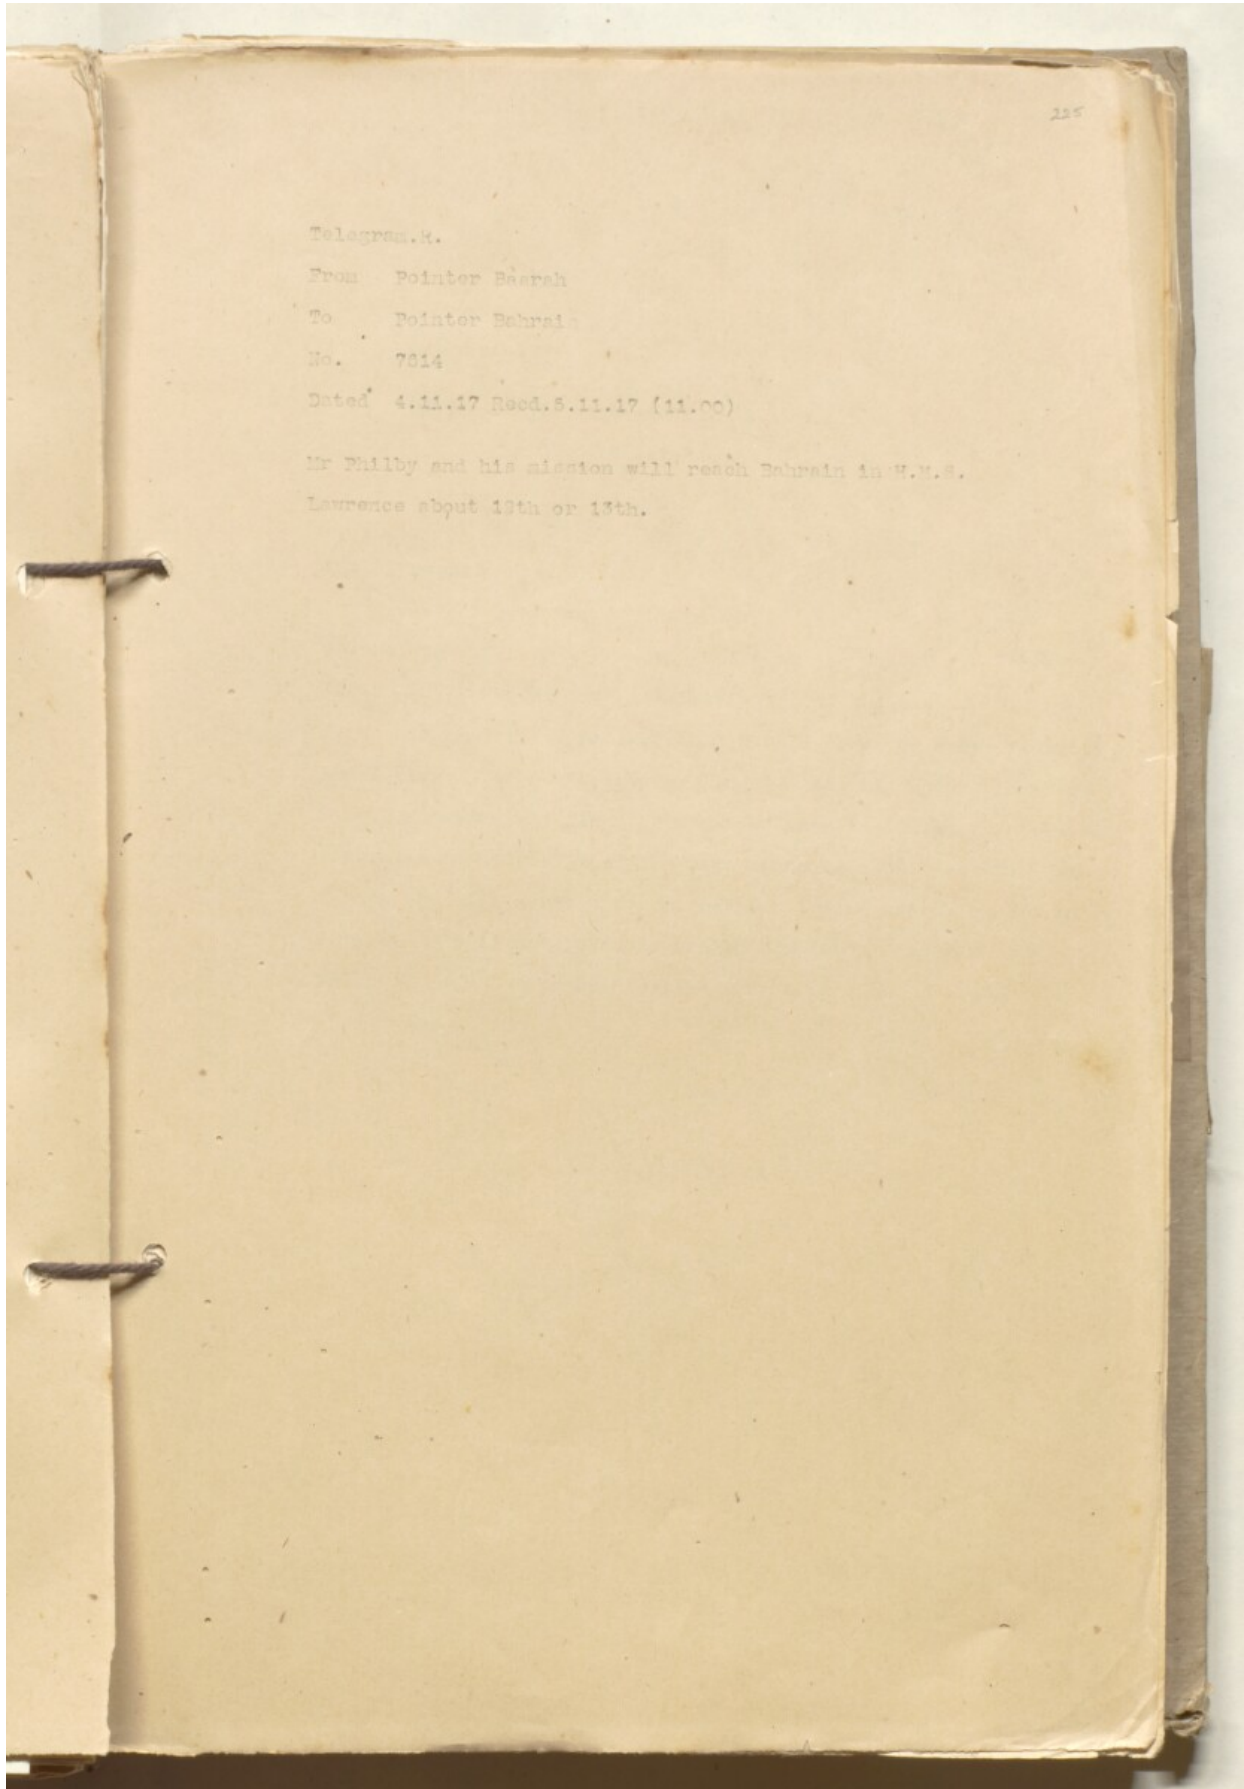 225
Telegram.R.
From Pointer Basrah
To Pointer Bahrain
No. 7614
Dated 4.11.17 Recd.5.11.17 (11.00)
Mr Philby and his mission will reach Bahrain in H.M.S.
Lawrence about 12th or 13th.